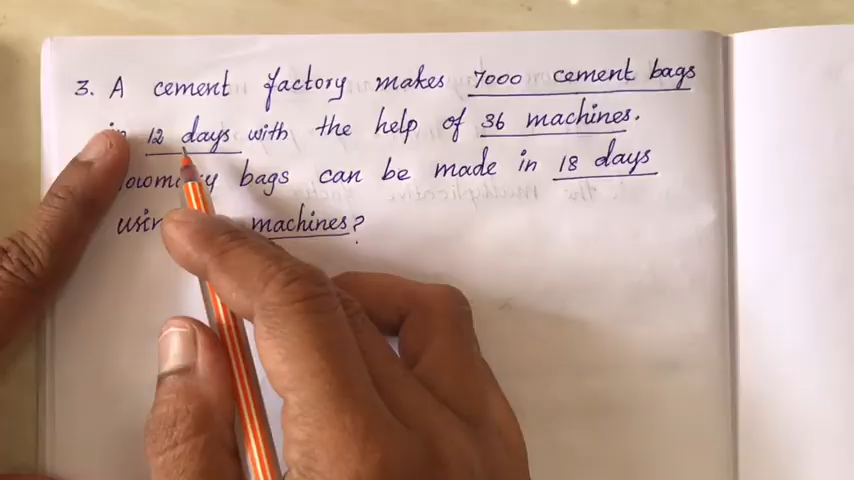 3. A cement factory makes 7000 cement bags
in 12 days with the help of 36 machines.
bags can be made in 18 days
machines?